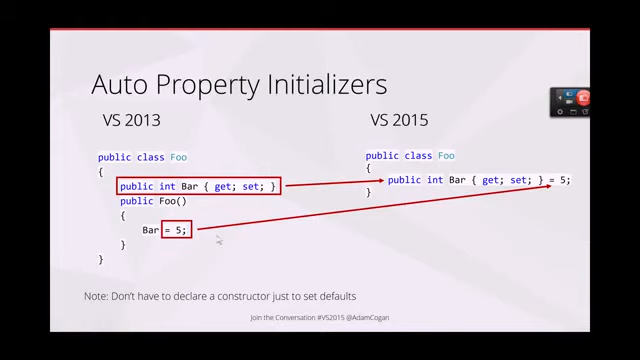 Auto Property Initializers
VS 2013
public class Foo
{
public int Bar { get; set; }
public Foo()
{
Bar = 5;
}
}
VS 2015
public class Foo
{
public int Bar { get; set; } = 5;
}
Note: Don't have to declare a constructor just to set defaults
Join the Conversation #VS2015 @AdamCogan